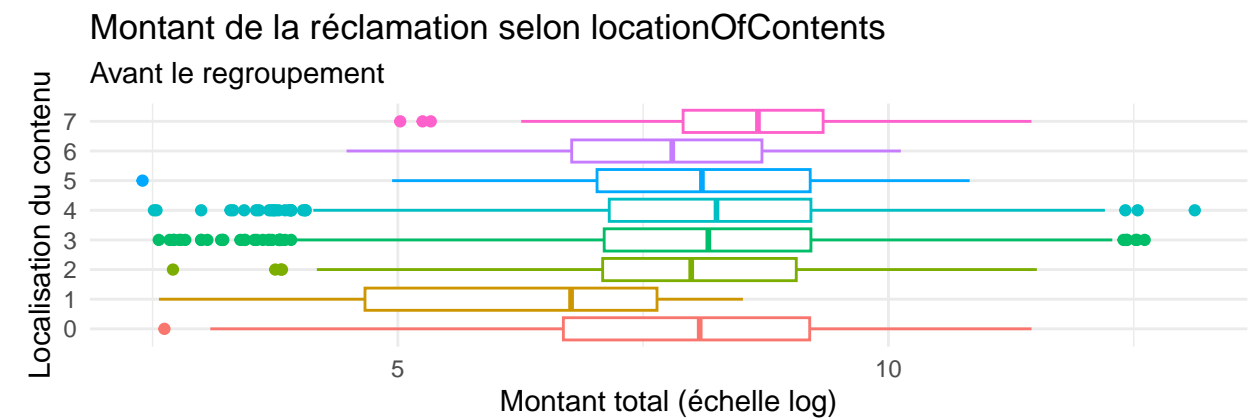 Montant de la réclamation selon locationOfContents
Avant le regroupement
Localisation du contenu
7
6
5
4
3
2
1
0
5
10
Montant total (échelle log)